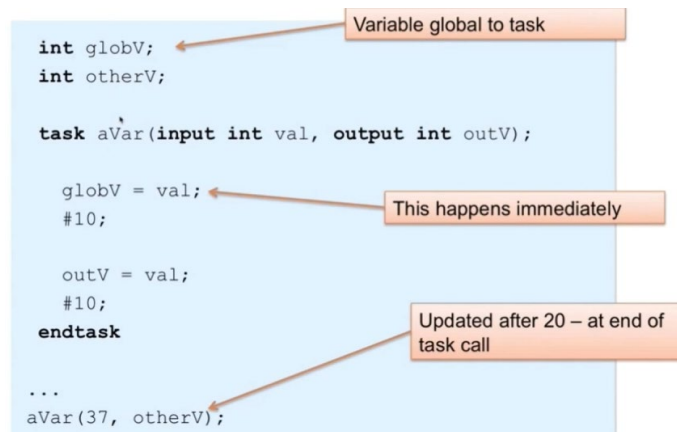 Variable global to task
int globV;
int otherV;
task aVar(input int val, output int outV);
globV = val;
This happens immediately
#10;
outV = val;
#10;
endtask
Updated after 20 – at end of
task call
...
aVar(37, otherV);